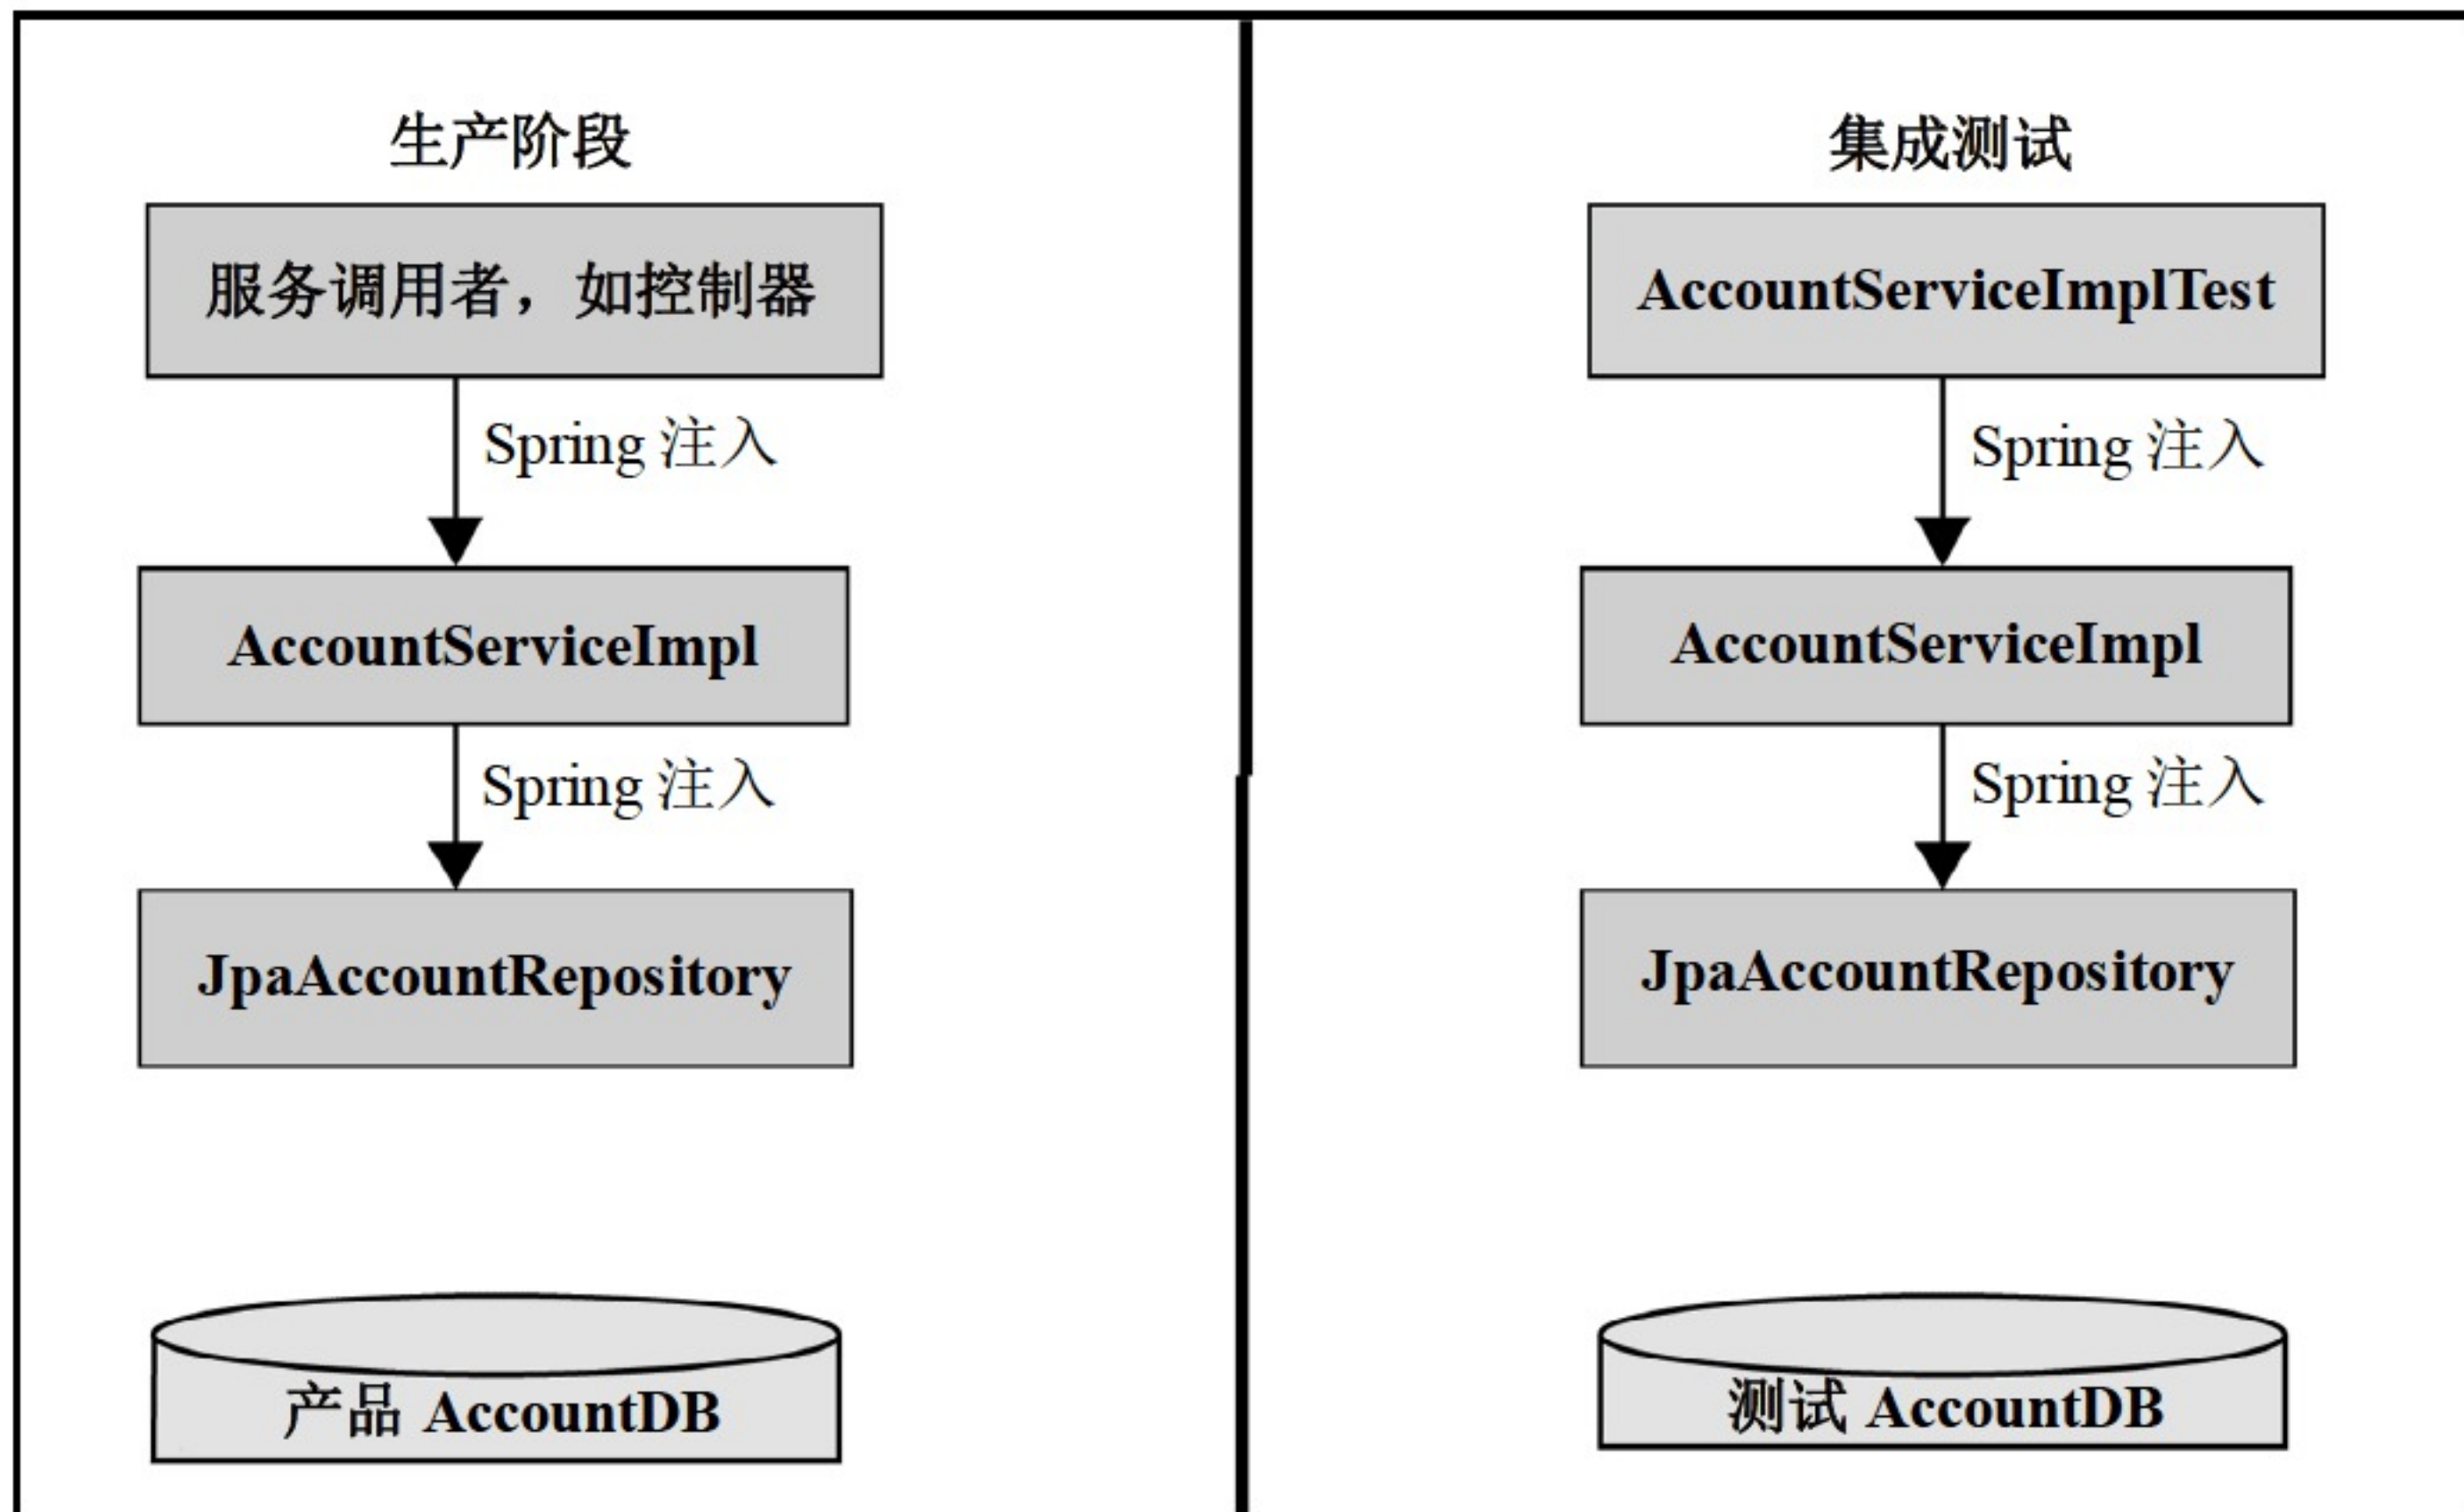 生产阶段
服务调用者，如控制器
Spring 注入
AccountServiceImpl
Spring 注入
JpaAccountRepository
产品 AccountDB
集成测试
AccountServiceImplTest
Spring 注入
AccountServiceImpl
Spring 注入
JpaAccountRepository
测试 AccountDB